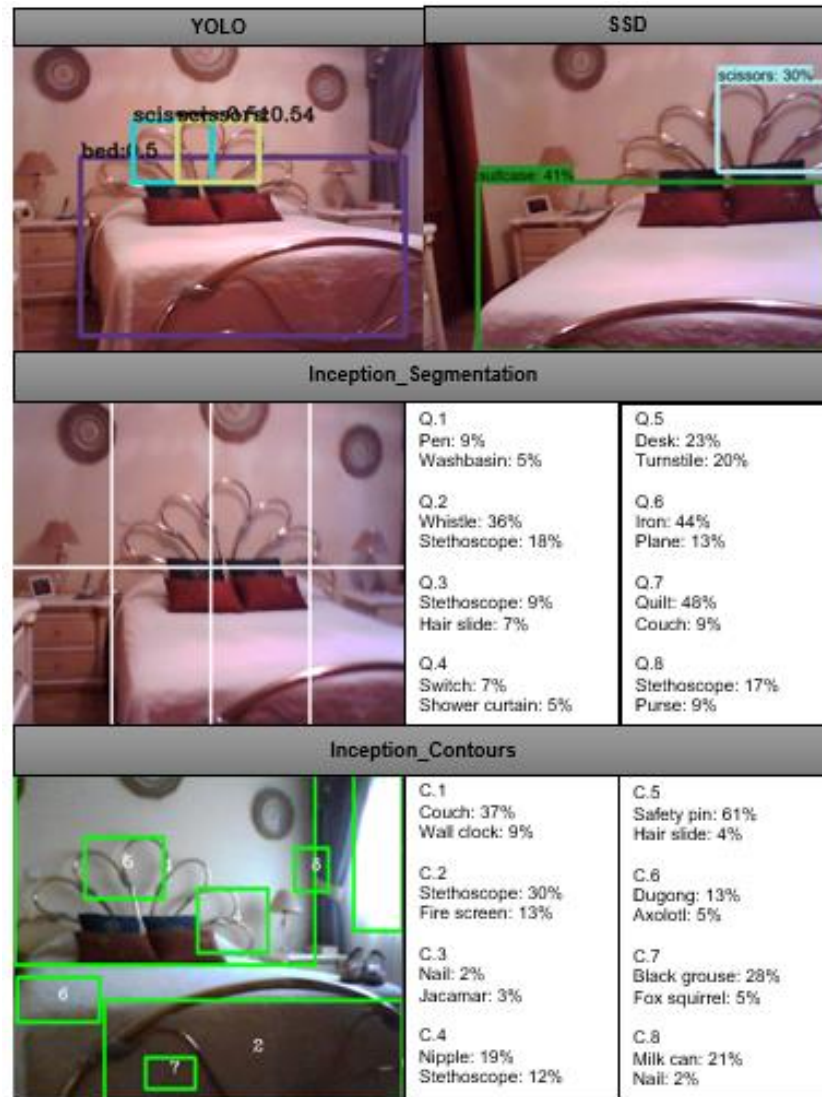 YOLO
SSD
scissors:0.54
bed:0.5
scissors: 30%
suitcase: 41%
Inception_Segmentation
Q.1
Pen: 9%
Washbasin: 5%
Q.2
Whistle: 36%
Stethoscope: 18%
Q.3
Stethoscope: 9%
Hair slide: 7%
Q.4
Switch: 7%
Shower curtain: 5%
Q.5
Desk: 23%
Turnstile: 20%
Q.6
Iron: 44%
Plane: 13%
Q.7
Quilt: 48%
Couch: 9%
Q.8
Stethoscope: 17%
Purse: 9%
Inception_Contours
5
8
6
2
7
C.1
Couch: 37%
Wall clock: 9%
C.2
Stethoscope: 30%
Fire screen: 13%
C.3
Nail: 2%
Jacamar: 3%
C.4
Nipple: 19%
Stethoscope: 12%
C.5
Safety pin: 61%
Hair slide: 4%
C.6
Dugong: 13%
Axolotl: 5%
C.7
Black grouse: 28%
Fox squirrel: 5%
C.8
Milk can: 21%
Nail: 2%